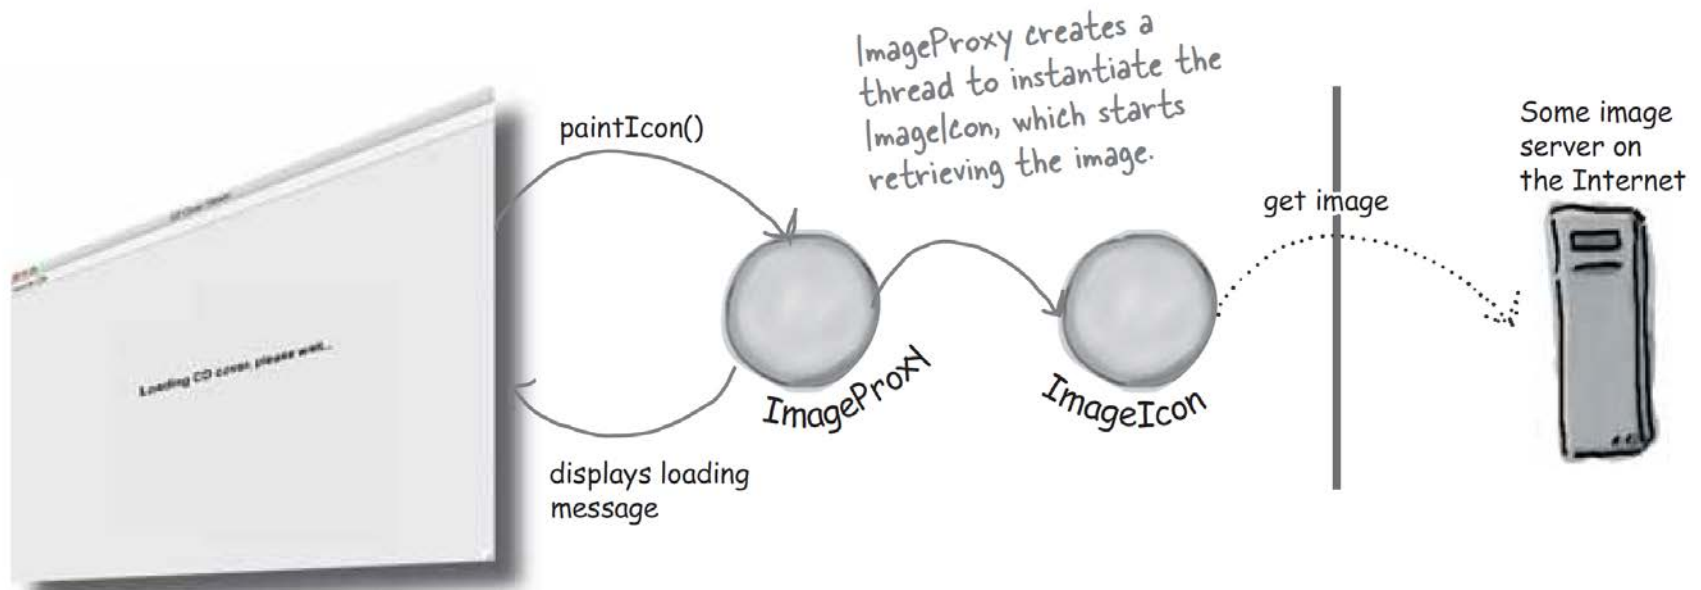 ImageProxy creates a
thread to instantiate the
ImageIcon, which starts
retrieving the image.
paintIcon()
Some image
server on
the Internet
get image
Loading CD cover, please wait...
ImageProxy
ImageIcon
displays loading
message